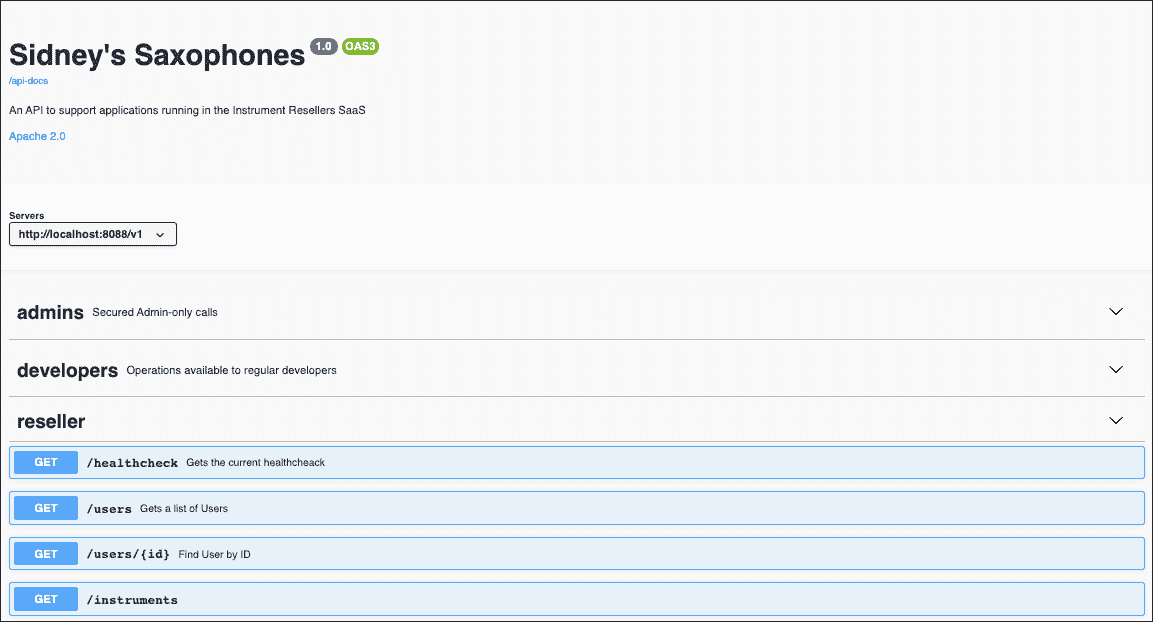 Sidney's Saxophones 1.0 OAS3
/api-docs
An API to support applications running in the Instrument Resellers SaaS
Apache 2.0
Servers
http://localhost:8088/v1
admins Secured Admin-only calls
developers Operations available to regular developers
reseller
GET /healthcheck Gets the current healthcheack
GET /users Gets a list of Users
GET /users/{id} Find User by ID
GET /instruments